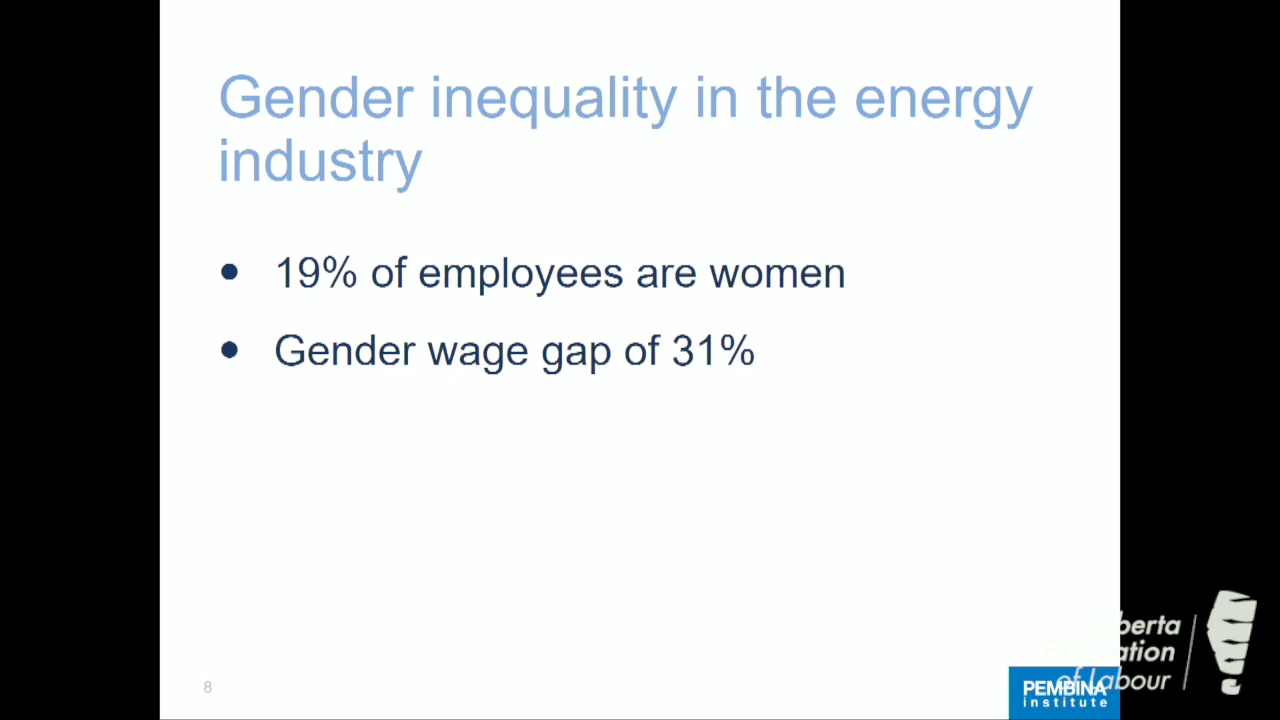 Gender inequality in the energy
industry
● 19% of employees are women
● Gender wage gap of 31%
8
PEMBINA
institute
Alberta
Federation
of Labour